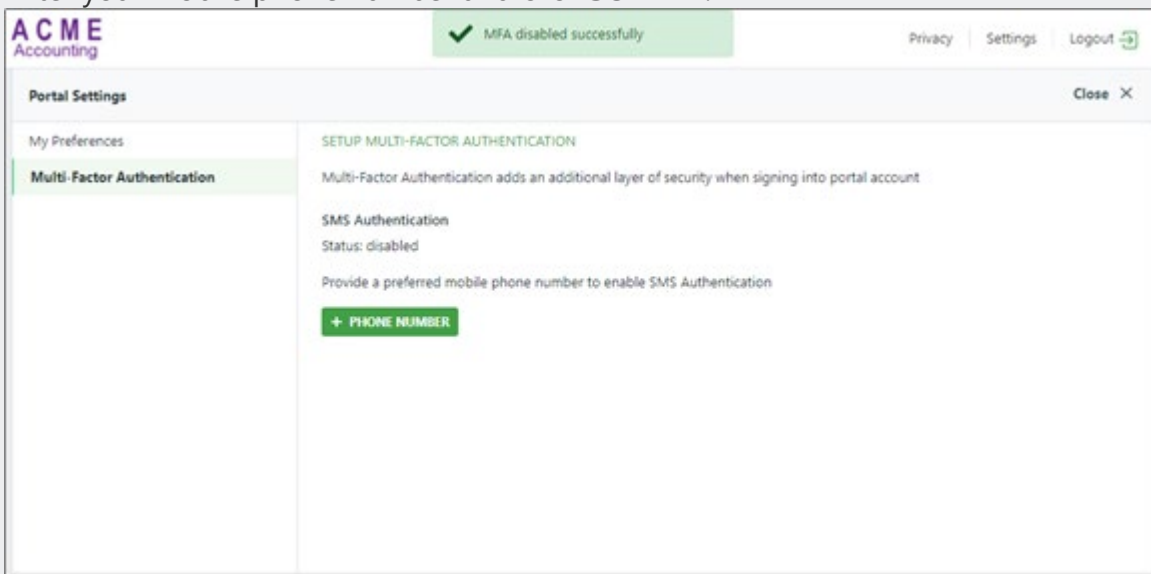 ACME
Accounting
MFA disabled successfully
Privacy
Settings
Logout
Portal Settings
Close
My Preferences
Multi-Factor Authentication
SETUP MULTI-FACTOR AUTHENTICATION
Multi-Factor Authentication adds an additional layer of security when signing into portal account
SMS Authentication
Status: disabled
Provide a preferred mobile phone number to enable SMS Authentication
+ PHONE NUMBER